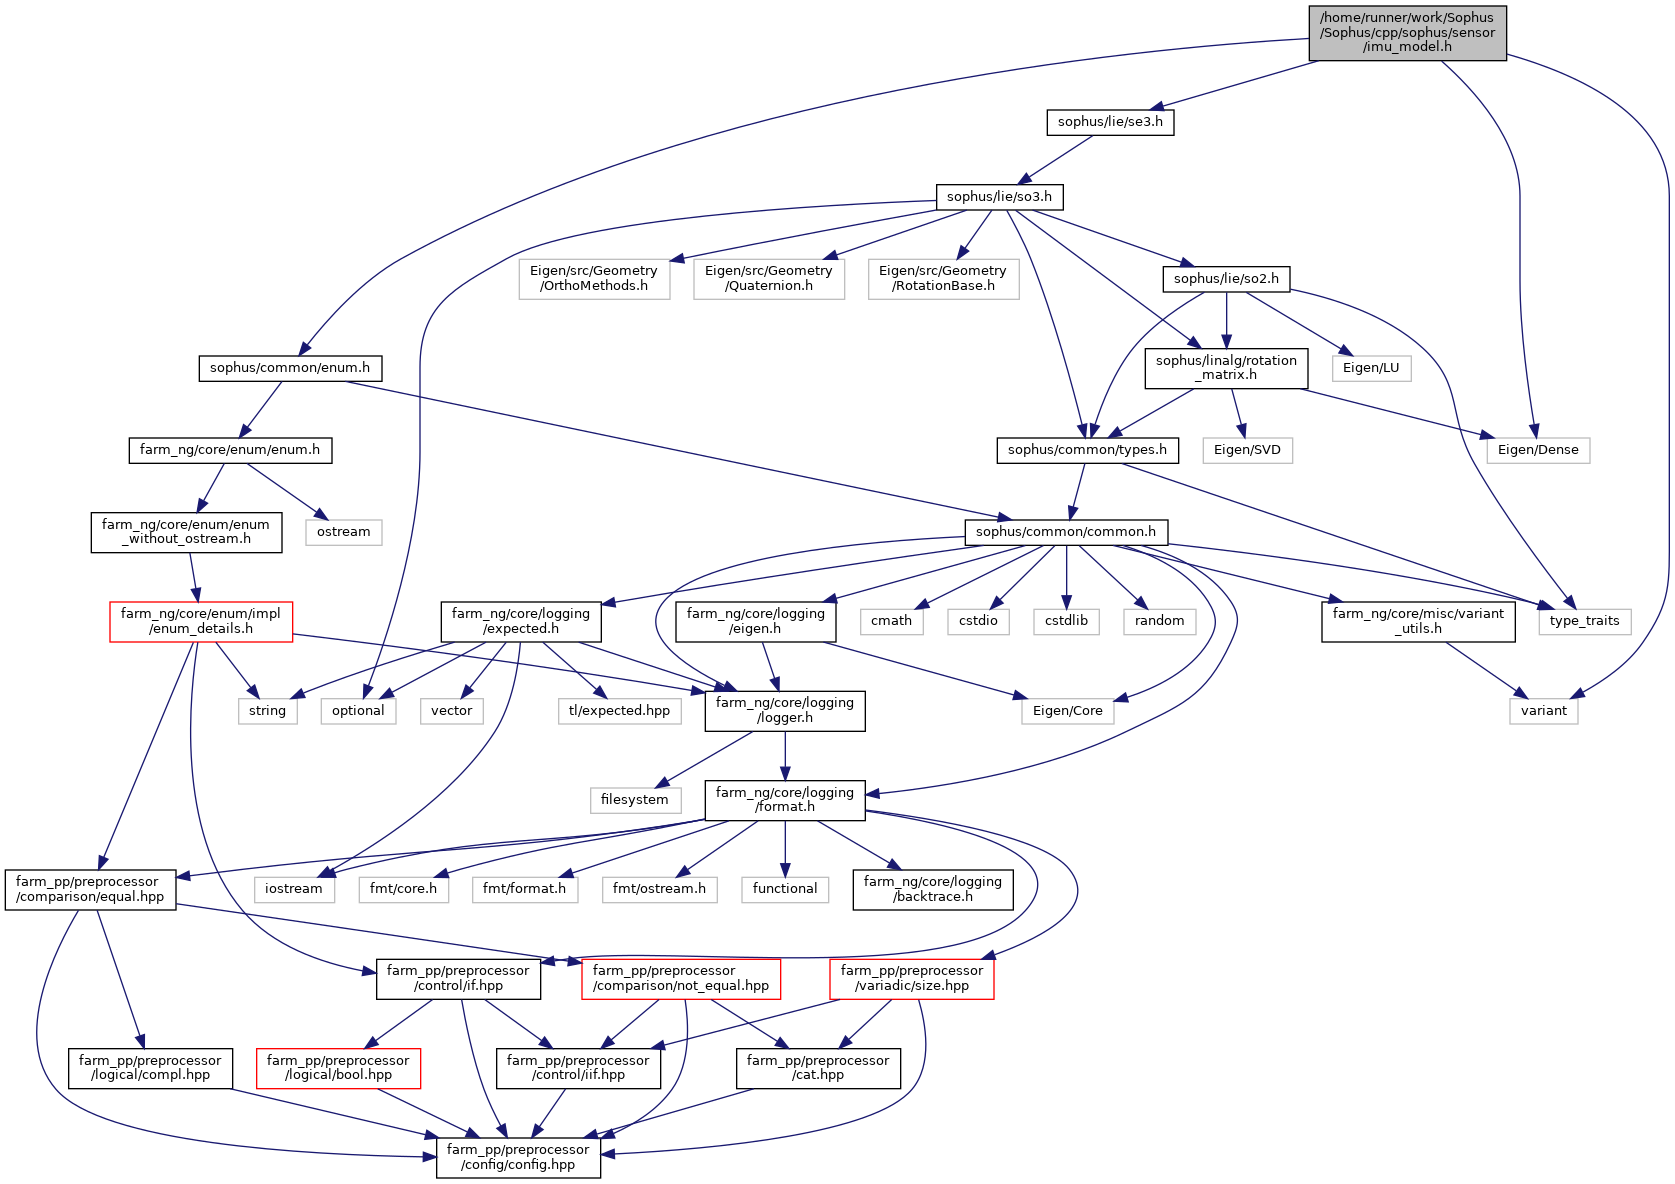 /home/runner/work/Sophus
/Sophus/cpp/sophus/sensor
/imu_model.h
sophus/lie/se3.h
sophus/lie/so3.h
Eigen/src/Geometry
/OrthoMethods.h
Eigen/src/Geometry
/Quaternion.h
Eigen/src/Geometry
/RotationBase.h
sophus/lie/so2.h
sophus/common/enum.h
sophus/linalg/rotation
_matrix.h
Eigen/LU
farm_ng/core/enum/enum.h
sophus/common/types.h
Eigen/SVD
Eigen/Dense
farm_ng/core/enum/enum
_without_ostream.h
ostream
sophus/common/common.h
farm_ng/core/enum/impl
/enum_details.h
farm_ng/core/logging
/expected.h
farm_ng/core/logging
/eigen.h
cmath
cstdio
cstdlib
random
farm_ng/core/misc/variant
_utils.h
type_traits
string
optional
vector
tl/expected.hpp
farm_ng/core/logging
/logger.h
Eigen/Core
variant
filesystem
farm_ng/core/logging
/format.h
farm_pp/preprocessor
/comparison/equal.hpp
iostream
fmt/core.h
fmt/format.h
fmt/ostream.h
functional
farm_ng/core/logging
/backtrace.h
farm_pp/preprocessor
/control/if.hpp
farm_pp/preprocessor
/comparison/not_equal.hpp
farm_pp/preprocessor
/variadic/size.hpp
farm_pp/preprocessor
/logical/compl.hpp
farm_pp/preprocessor
/logical/bool.hpp
farm_pp/preprocessor
/control/iif.hpp
farm_pp/preprocessor
/cat.hpp
farm_pp/preprocessor
/config/config.hpp